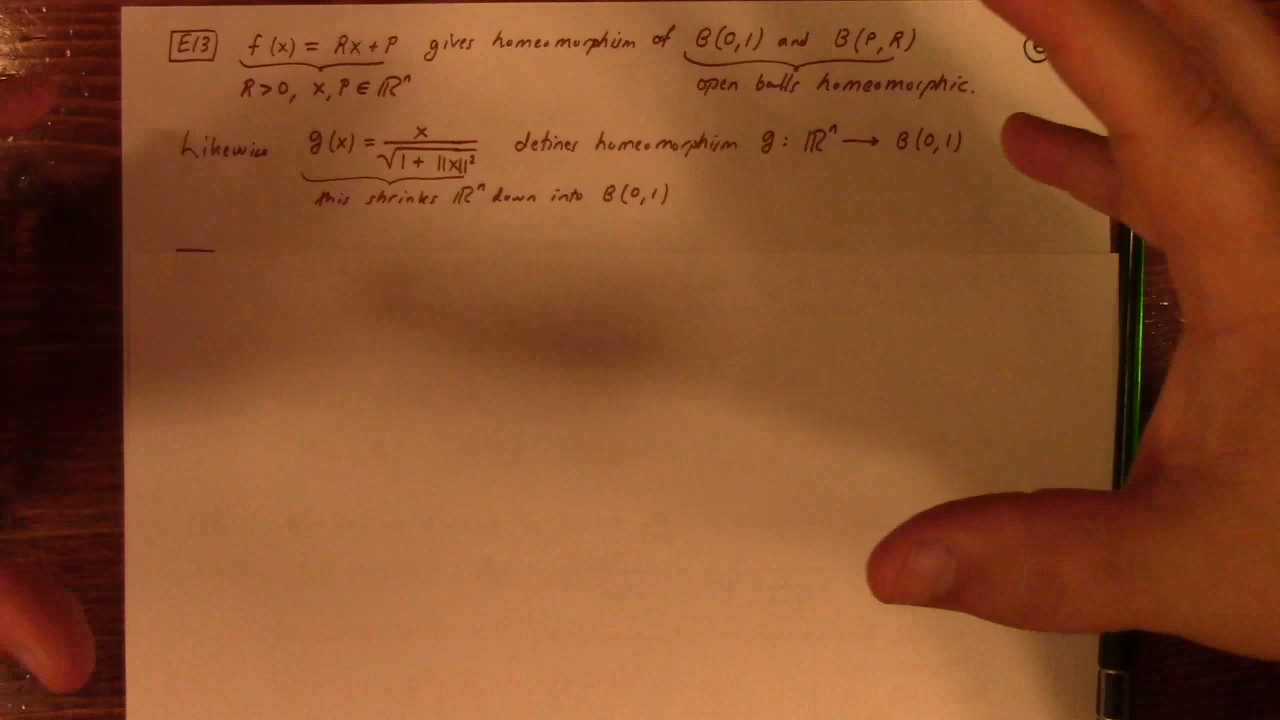 E13 f(x) = Rx + P gives homeomorphism of B(0,1) and B(P,R)
R>0, x,P∈ℝⁿ open balls homeomorphic.
Likewise g(x) = x / √(1 + ||x||²) defines homeomorphism g: ℝⁿ → B(0,1)
this shrinks ℝⁿ down into B(0,1)